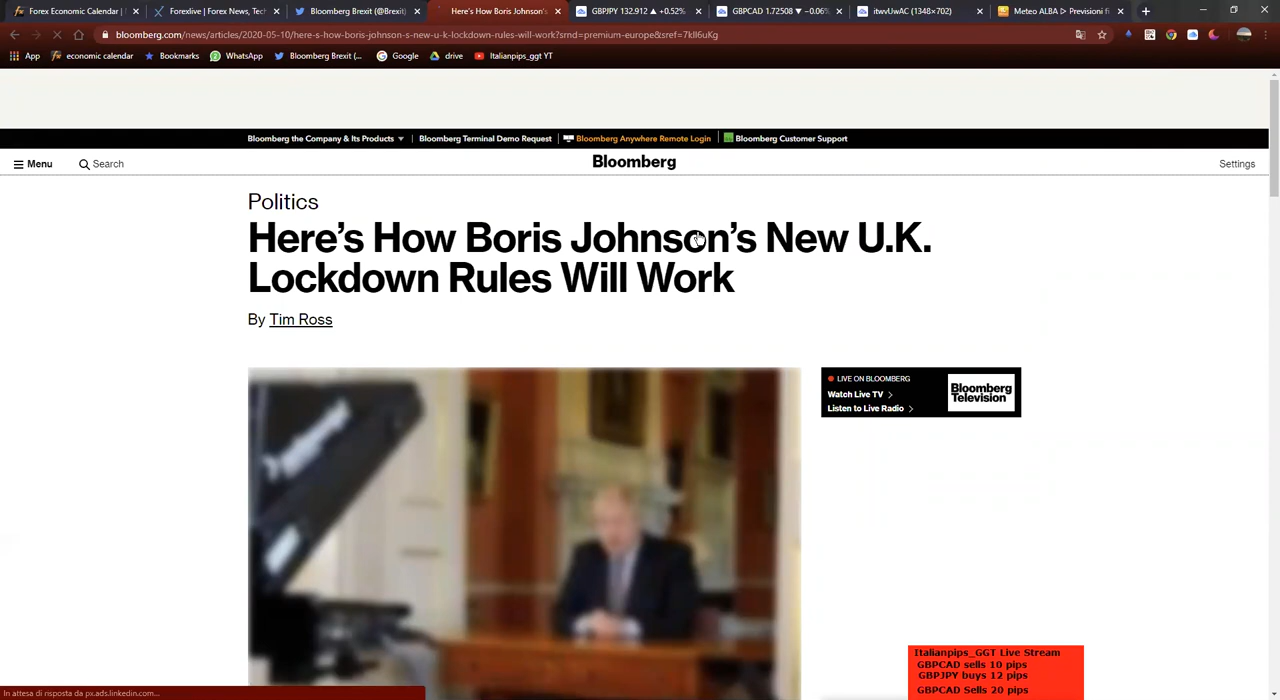 Forex Economic Calendar |
Forexlive | Forex News, Tech
Bloomberg Brexit (@Brexit)
Here's How Boris Johnson's
GBPJPY 132.912 ▲ +0.52%
GBPCAD 1.72508 ▼ −0.06%
itwvUwAC (1348×702)
Meteo ALBA ▷ Previsioni fi
bloomberg.com/news/articles/2020-05-10/here-s-how-boris-johnson-s-new-u-k-lockdown-rules-will-work?srnd=premium-europe&sref=7kII6uKg
App
economic calendar
Bookmarks
WhatsApp
Bloomberg Brexit (...
Google
drive
Italianpips_ggt YT
Bloomberg the Company & Its Products
Bloomberg Terminal Demo Request
Bloomberg Anywhere Remote Login
Bloomberg Customer Support
Menu
Search
Bloomberg
Settings
Politics
Here's How Boris Johnson's New U.K.
Lockdown Rules Will Work
By Tim Ross
LIVE ON BLOOMBERG
Watch Live TV >
Listen to Live Radio >
Bloomberg
Television
Italianpips_GGT Live Stream
GBPCAD sells 10 pips
GBPJPY buys 12 pips
GBPCAD Sells 20 pips
In attesa di risposta da px.ads.linkedin.com...